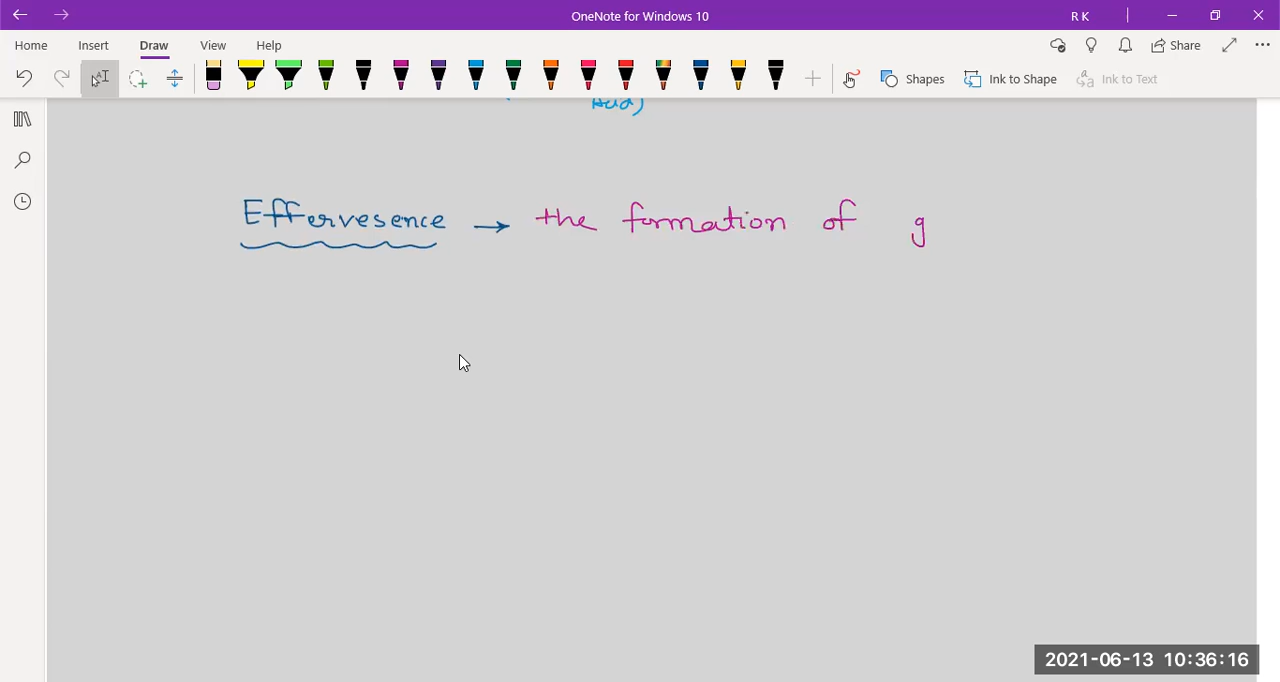 OneNote for Windows 10
R K
Home Insert Draw View Help
Share
Shapes
Ink to Shape
Ink to Text
Acid)
Effervesence → the formation of g
2021-06-13 10:36:16